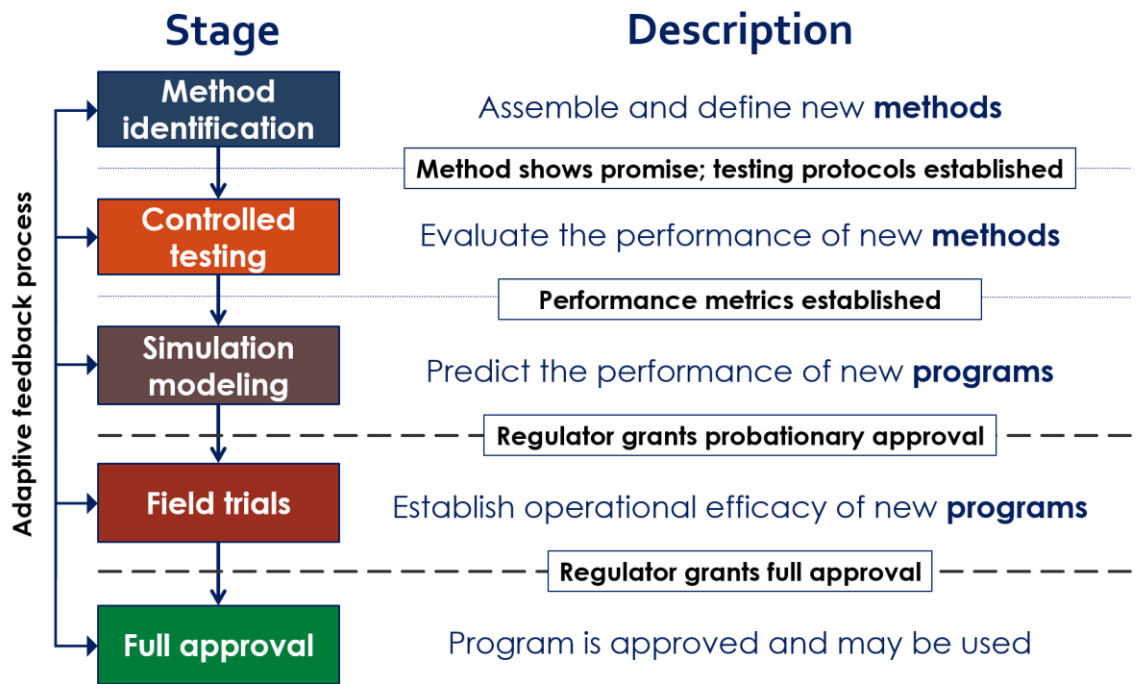 Stage
Description
Adaptive feedback process
Method
identification
Assemble and define new methods
Method shows promise; testing protocols established
Controlled
testing
Evaluate the performance of new methods
Performance metrics established
Simulation
modeling
Predict the performance of new programs
Regulator grants probationary approval
Field trials
Establish operational efficacy of new programs
Regulator grants full approval
Full approval
Program is approved and may be used